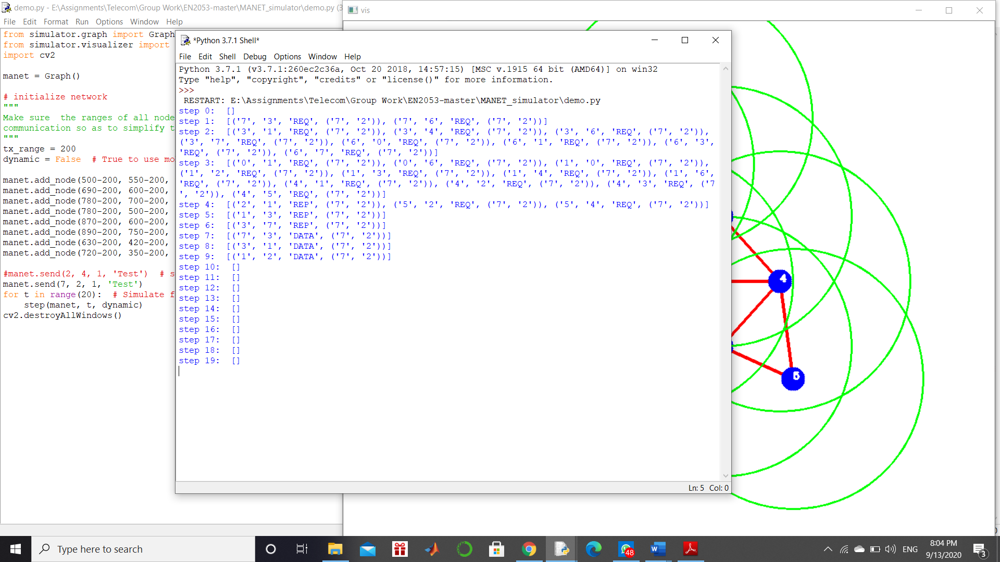 demo.py - E:\Assignments\Telecom\Group Work\EN2053-master\MANET_simulator\demo.py (3
File Edit Format Run Options Window Help
from simulator.graph import Graph
from simulator.visualizer import
import cv2
manet = Graph()
# initialize network
"""
Make sure  the ranges of all node
communication so as to simplify t
"""
tx_range = 200
dynamic = False  # True to use mo
manet.add_node(500-200, 550-200,
manet.add_node(690-200, 600-200,
manet.add_node(780-200, 700-200,
manet.add_node(780-200, 500-200,
manet.add_node(870-200, 600-200,
manet.add_node(890-200, 750-200,
manet.add_node(630-200, 420-200,
manet.add_node(720-200, 350-200,
#manet.send(2, 4, 1, 'Test')  # s
manet.send(7, 2, 1, 'Test')
for t in range(20):  # Simulate f
    step(manet, t, dynamic)
cv2.destroyAllWindows()
vis
*Python 3.7.1 Shell*
File Edit Shell Debug Options Window Help
Python 3.7.1 (v3.7.1:260ec2c36a, Oct 20 2018, 14:57:15) [MSC v.1915 64 bit (AMD64)] on win32
Type "help", "copyright", "credits" or "license()" for more information.
>>>
 RESTART: E:\Assignments\Telecom\Group Work\EN2053-master\MANET_simulator\demo.py
step 0:  []
step 1:  [('7', '3', 'REQ', ('7', '2')), ('7', '6', 'REQ', ('7', '2'))]
step 2:  [('3', '1', 'REQ', ('7', '2')), ('3', '4', 'REQ', ('7', '2')), ('3', '6', 'REQ', ('7', '2')),
('3', '7', 'REQ', ('7', '2')), ('6', '0', 'REQ', ('7', '2')), ('6', '1', 'REQ', ('7', '2')), ('6', '3',
'REQ', ('7', '2')), ('6', '7', 'REQ', ('7', '2'))]
step 3:  [('0', '1', 'REQ', ('7', '2')), ('0', '6', 'REQ', ('7', '2')), ('1', '0', 'REQ', ('7', '2')),
('1', '2', 'REQ', ('7', '2')), ('1', '3', 'REQ', ('7', '2')), ('1', '4', 'REQ', ('7', '2')), ('1', '6',
'REQ', ('7', '2')), ('4', '1', 'REQ', ('7', '2')), ('4', '2', 'REQ', ('7', '2')), ('4', '3', 'REQ', ('7
', '2')), ('4', '5', 'REQ', ('7', '2'))]
step 4:  [('2', '1', 'REP', ('7', '2')), ('5', '2', 'REQ', ('7', '2')), ('5', '4', 'REQ', ('7', '2'))]
step 5:  [('1', '3', 'REP', ('7', '2'))]
step 6:  [('3', '7', 'REP', ('7', '2'))]
step 7:  [('7', '3', 'DATA', ('7', '2'))]
step 8:  [('3', '1', 'DATA', ('7', '2'))]
step 9:  [('1', '2', 'DATA', ('7', '2'))]
step 10:  []
step 11:  []
step 12:  []
step 13:  []
step 14:  []
step 15:  []
step 16:  []
step 17:  []
step 18:  []
step 19:  []
Ln: 5 Col: 0
4
5
Type here to search
48
ENG
8:04 PM
9/13/2020
3